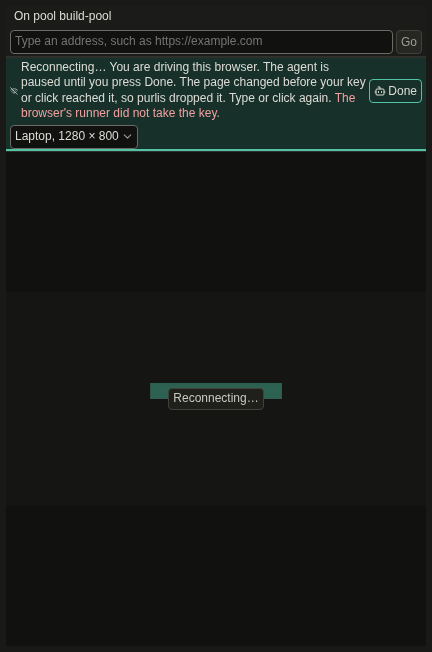 On pool build-pool
Type an address, such as https://example.com
Go
Reconnecting… You are driving this browser. The agent is
paused until you press Done. The page changed before your key
or click reached it, so purlis dropped it. Type or click again. The
browser's runner did not take the key.
Done
Laptop, 1280 × 800
Reconnecting…